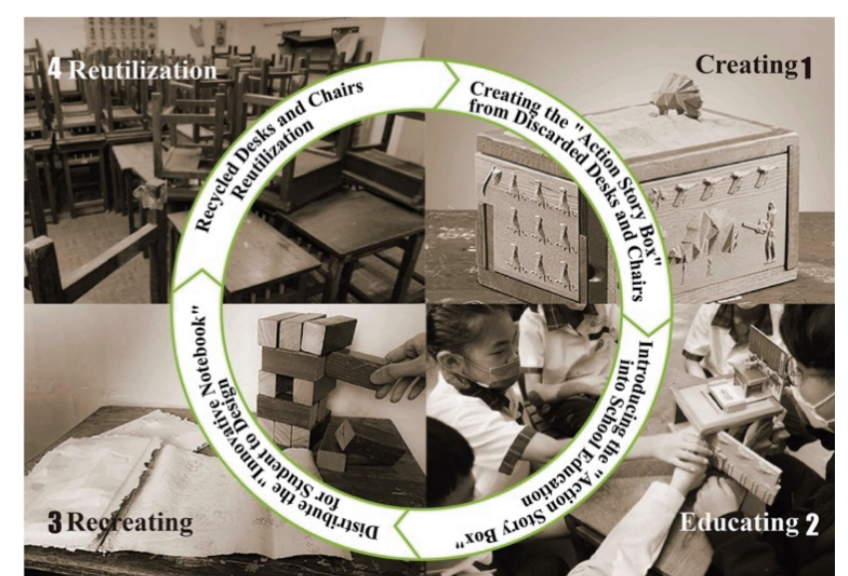 4 Reutilization
Creating 1
Recycled Desks and Chairs
Reutilization
Creating the "Action Story Box"
from Discarded Desks and Chairs
Introducing the "Action Story Box"
into School Education
Distribute the "Innovative Notebook"
for Student to Design
3 Recreating
Educating 2